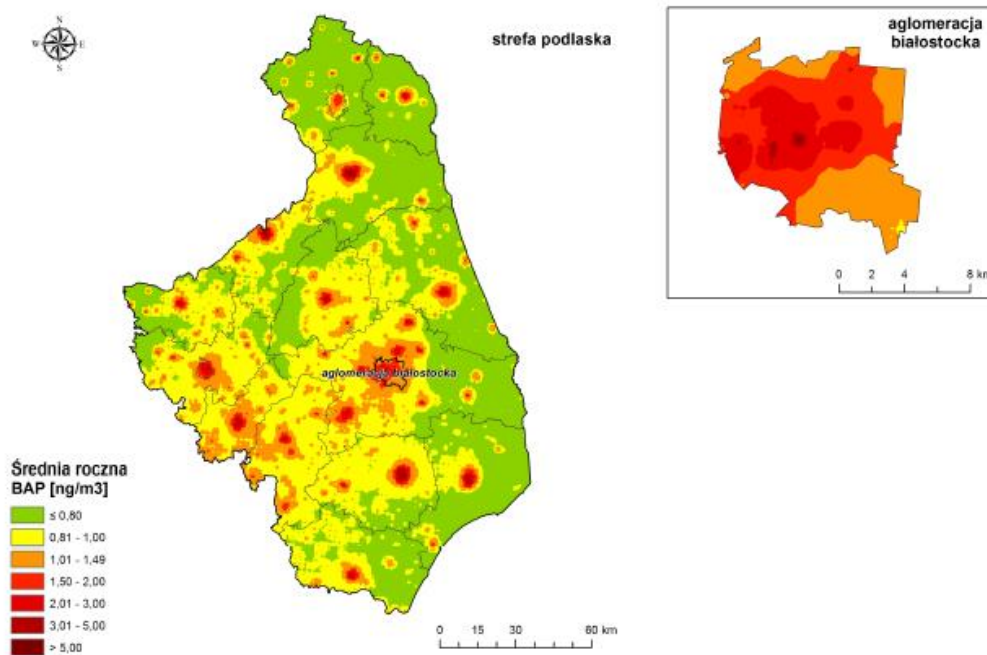 N
W E
S
strefa podlaska
aglomeracja
białostocka
0 2 4 8 km
aglomeracja białostocka
Średnia roczna
BAP [ng/m3]
≤ 0,80
0,81 - 1,00
1,01 - 1,49
1,50 - 2,00
2,01 - 3,00
3,01 - 5,00
> 5,00
0 15 30 60 km